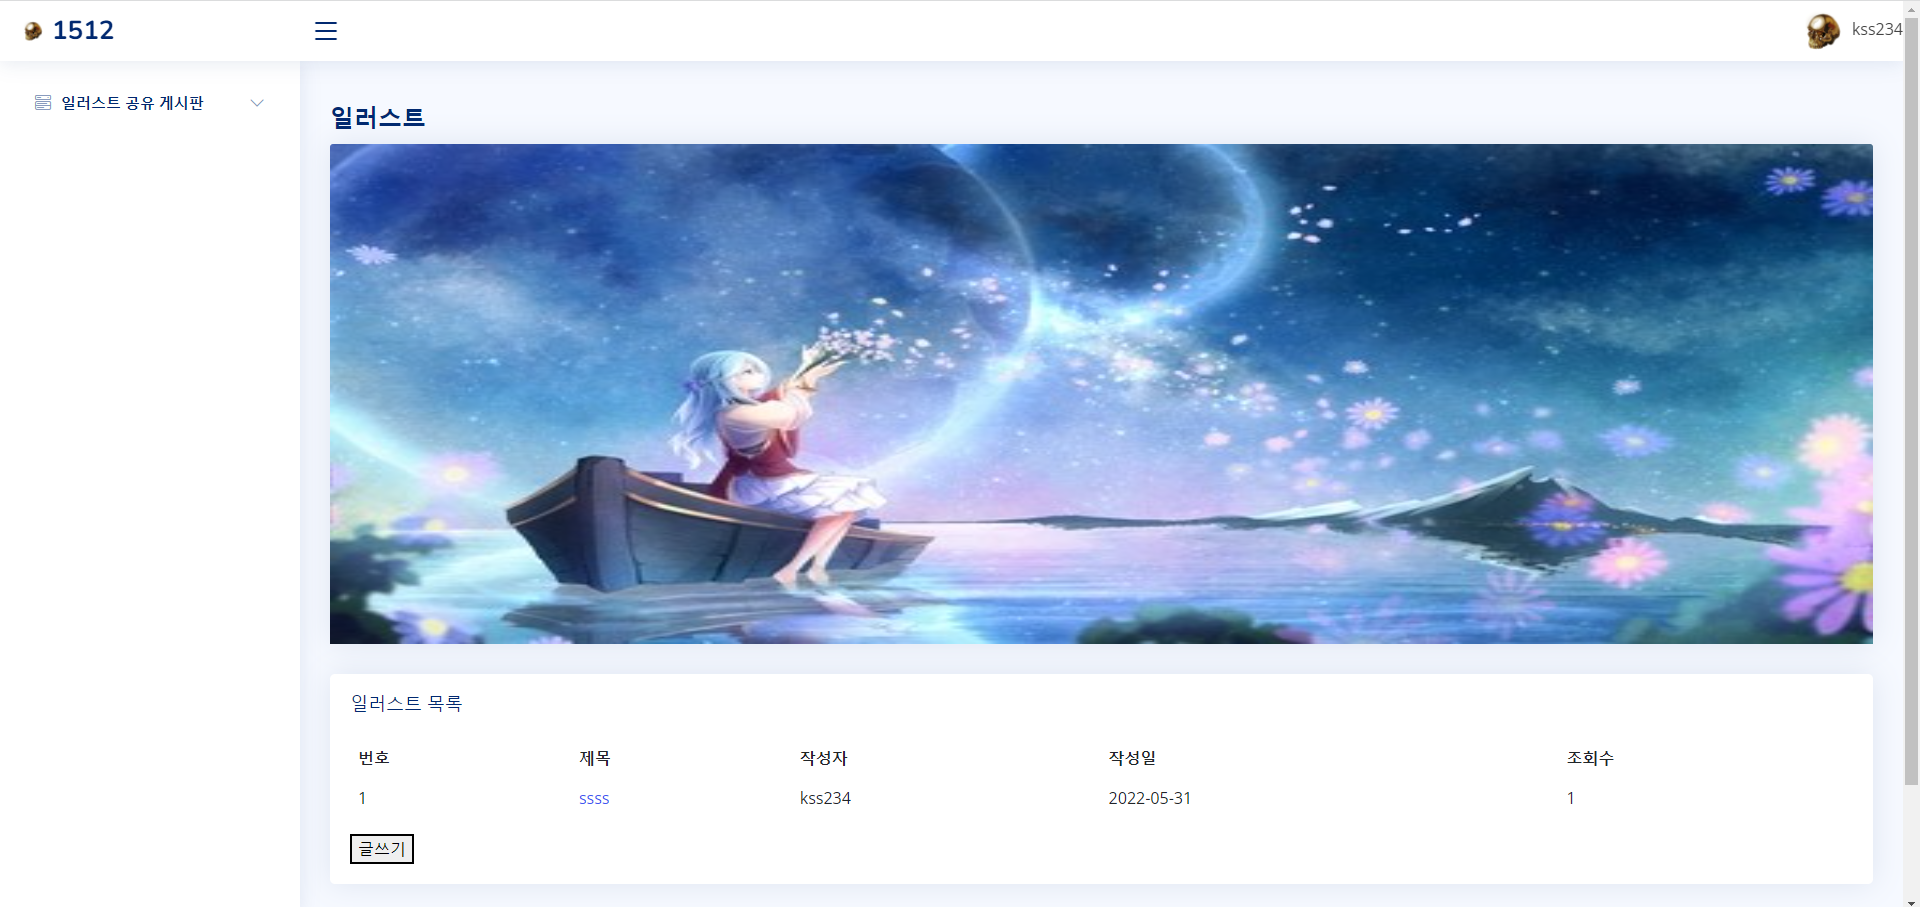 1512
kss234
일러스트 공유 게시판
일러스트
일러스트 목록
번호 제목 작성자 작성일 조회수
1 ssss kss234 2022-05-31 1
글쓰기